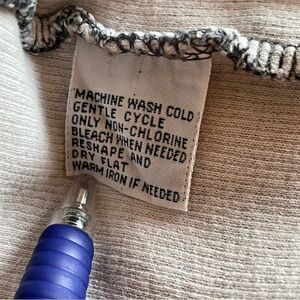 MACHINE WASH COLD
GENTLE CYCLE
ONLY NON-CHLORINE
BLEACH WHEN NEEDED
RESHAPE AND
DRY FLAT
WARM IRON IF NEEDED